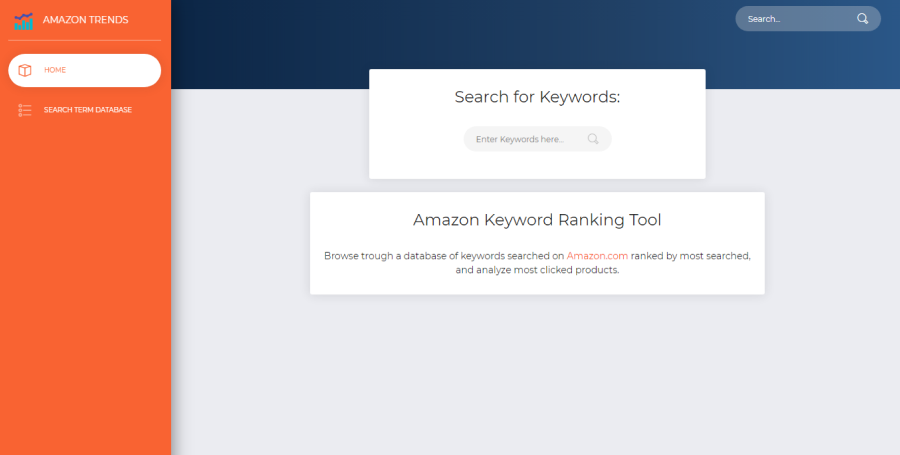 AMAZON TRENDS
HOME
SEARCH TERM DATABASE
Search...
Search for Keywords:
Enter Keywords here...
Amazon Keyword Ranking Tool
Browse trough a database of keywords searched on Amazon.com ranked by most searched,
and analyze most clicked products.